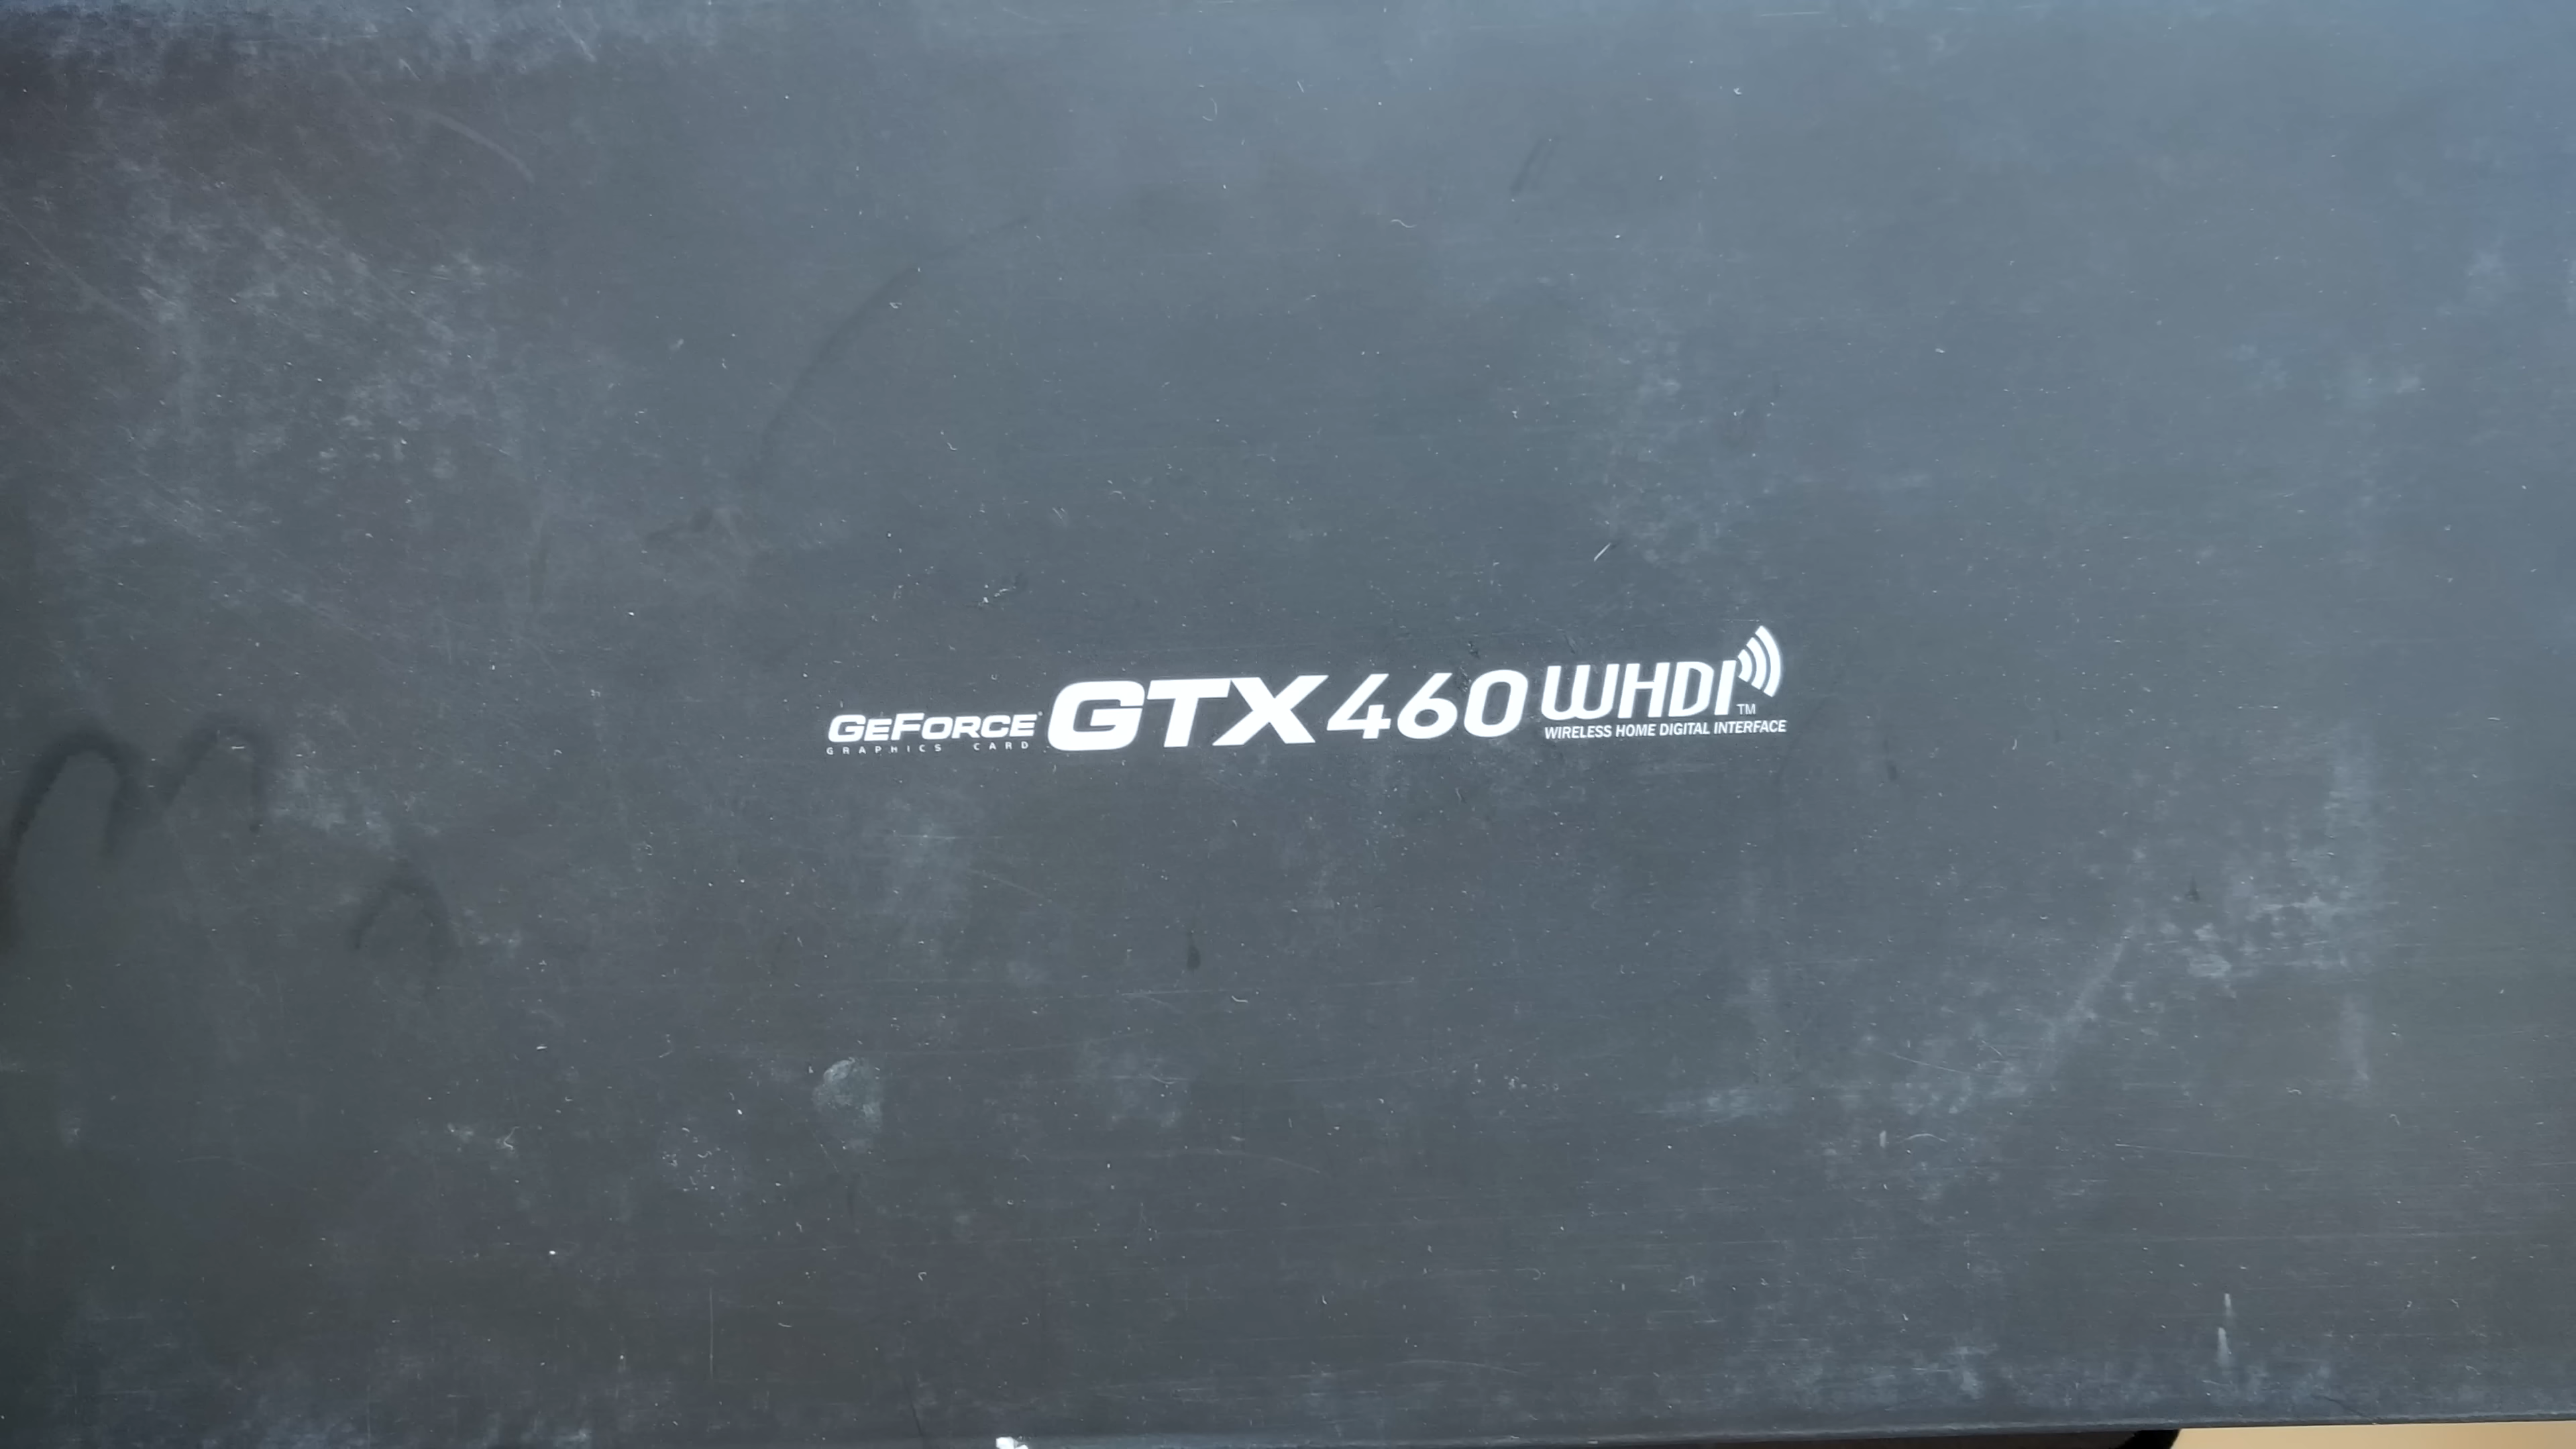 GEFORCE GTX 460 WHDI™
GRAPHICS CARD WIRELESS HOME DIGITAL INTERFACE